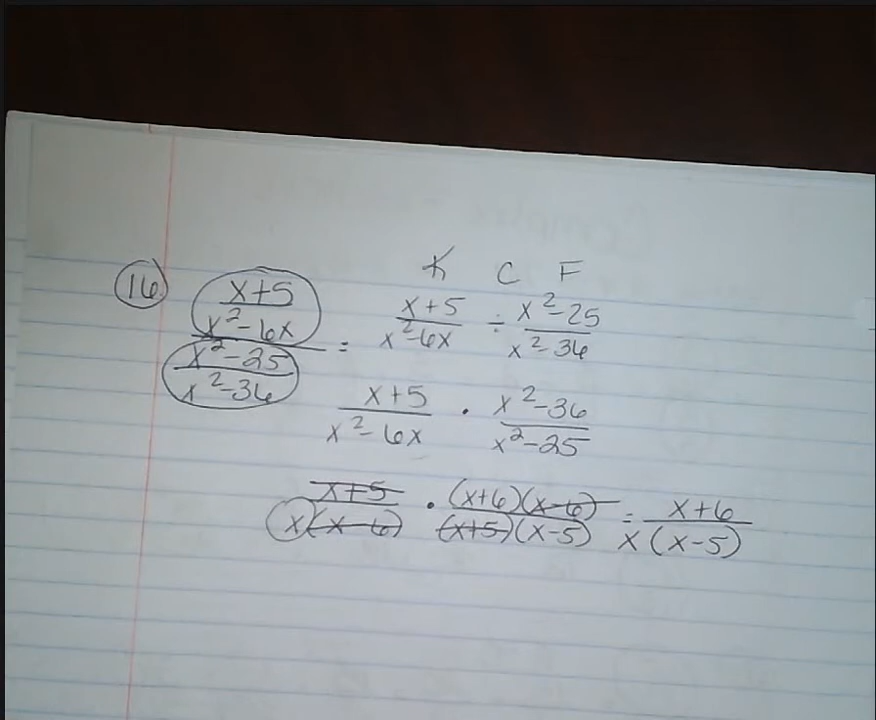 K C F
16 (x+5)/(x²-6x) / (x²-25)/(x²-36) = (x+5)/(x²-6x) ÷ (x²-25)/(x²-36)
(x+5)/(x²-6x) · (x²-36)/(x²-25)
(x+5)/(x(x-6)) · ((x+6)(x-6))/((x+5)(x-5)) = (x+6)/(x(x-5))